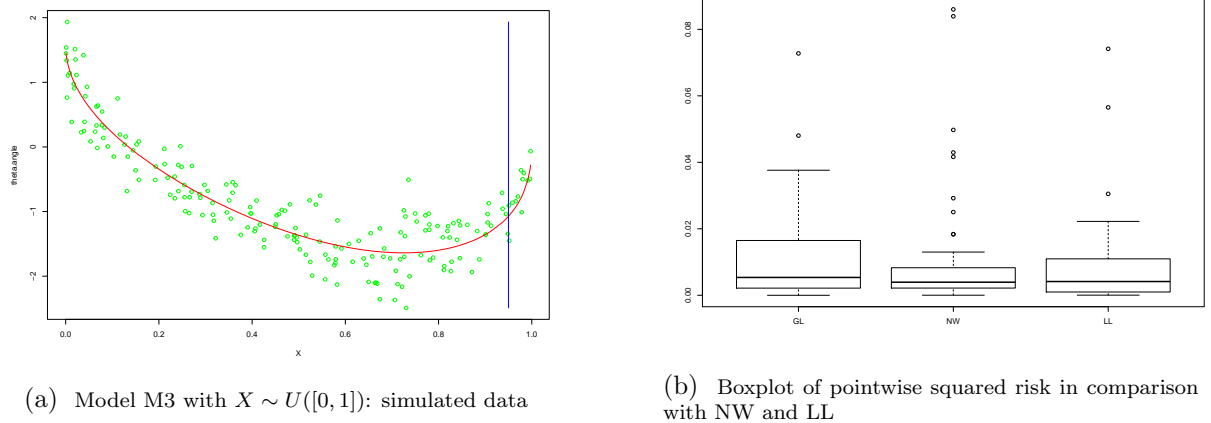 2
1
0
−1
−2
theta.angle
0.0 0.2 0.4 0.6 0.8 1.0
X
(a) Model M3 with X ∼ U([0, 1]): simulated data
0.08
0.06
0.04
0.02
0.00
GL NW LL
(b) Boxplot of pointwise squared risk in comparison
with NW and LL